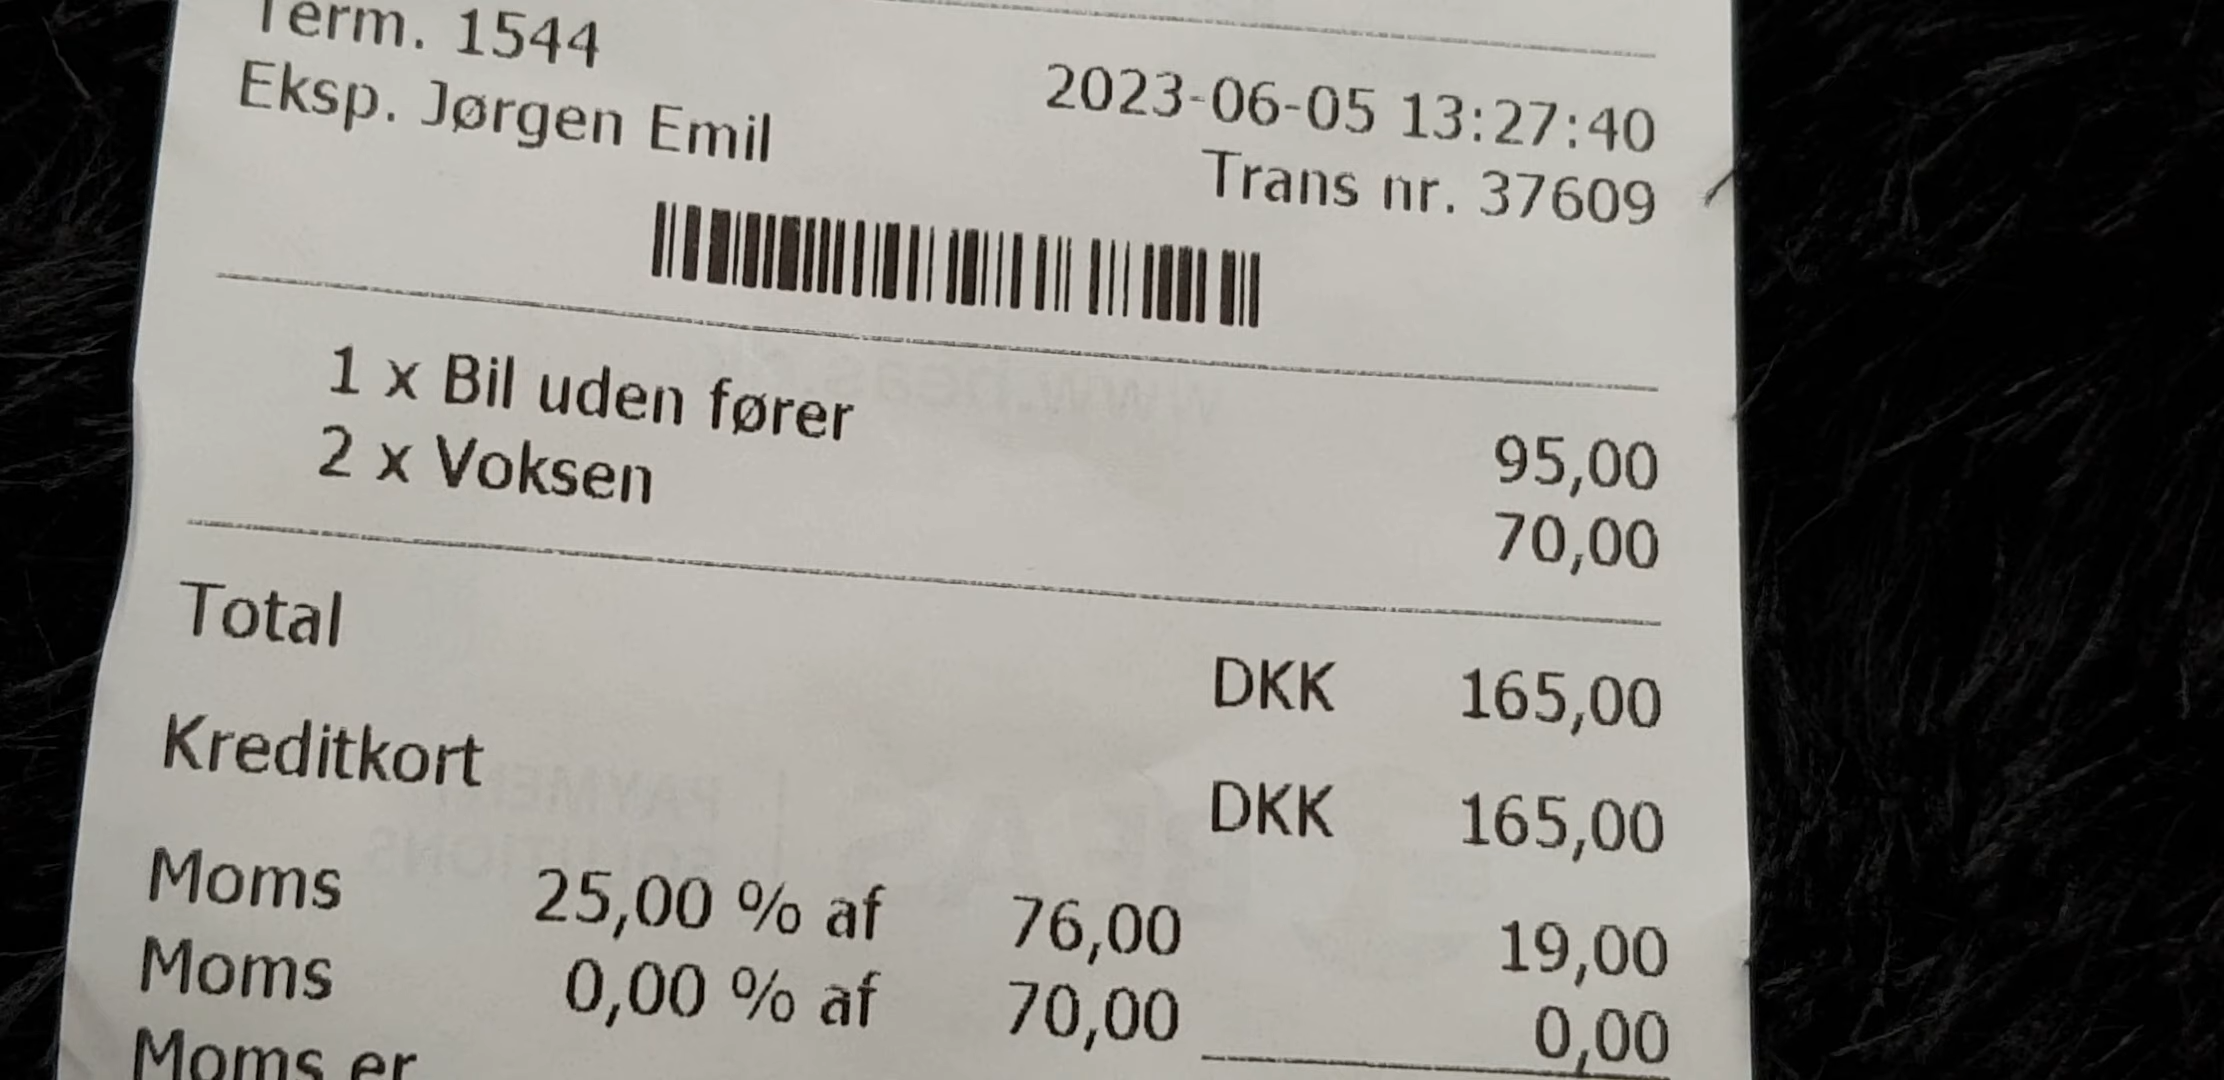 Term. 1544
2023-06-05 13:27:40
Eksp. Jørgen Emil
Trans nr. 37609
1 x Bil uden fører 95,00
2 x Voksen 70,00
Total DKK 165,00
Kreditkort DKK 165,00
Moms 25,00 % af 76,00 19,00
Moms 0,00 % af 70,00 0,00
Moms er